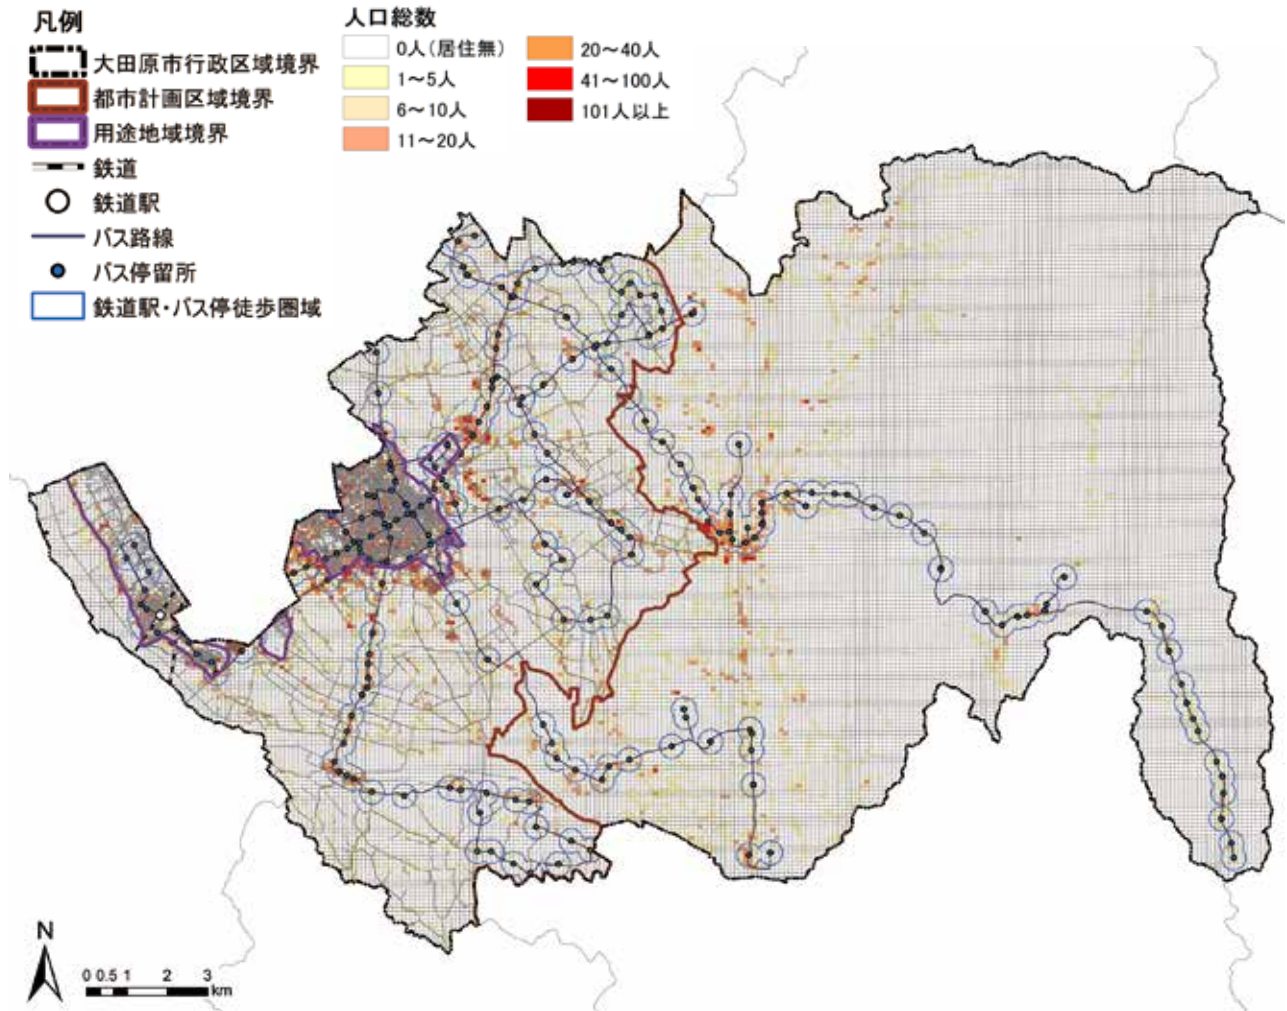 凡例
大田原市行政区域境界
都市計画区域境界
用途地域境界
鉄道
鉄道駅
バス路線
バス停留所
鉄道駅・バス停徒歩圏域
人口総数
0人(居住無)
1～5人
6～10人
11～20人
20～40人
41～100人
101人以上
N
0 0.5 1 2 3
km